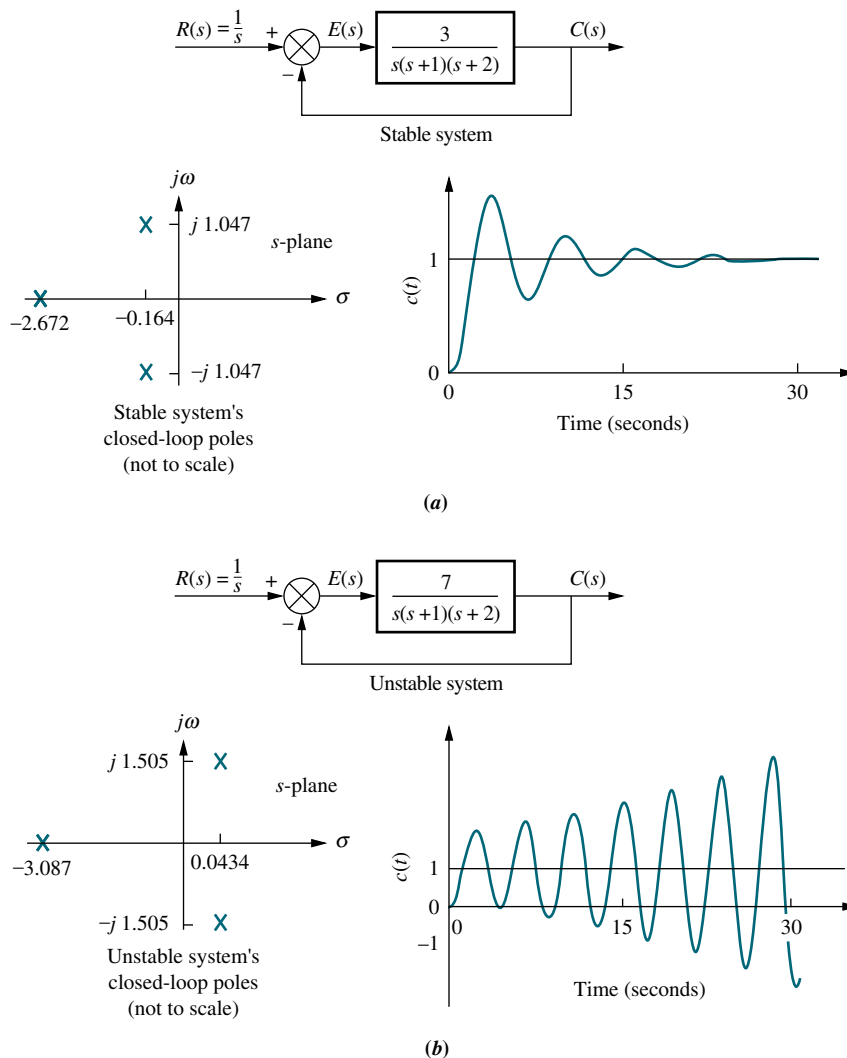 R(s) = 1/s
+
−
E(s)
3
s(s + 1)(s + 2)
C(s)
Stable system
jω
j 1.047
s-plane
σ
−2.672
−0.164
−j 1.047
Stable system's
closed-loop poles
(not to scale)
c(t)
1
0
0
15
30
Time (seconds)
(a)
R(s) = 1/s
+
−
E(s)
7
s(s + 1)(s + 2)
C(s)
Unstable system
jω
j 1.505
s-plane
σ
−3.087
0.0434
−j 1.505
Unstable system's
closed-loop poles
(not to scale)
c(t)
1
0
−1
0
15
30
Time (seconds)
(b)